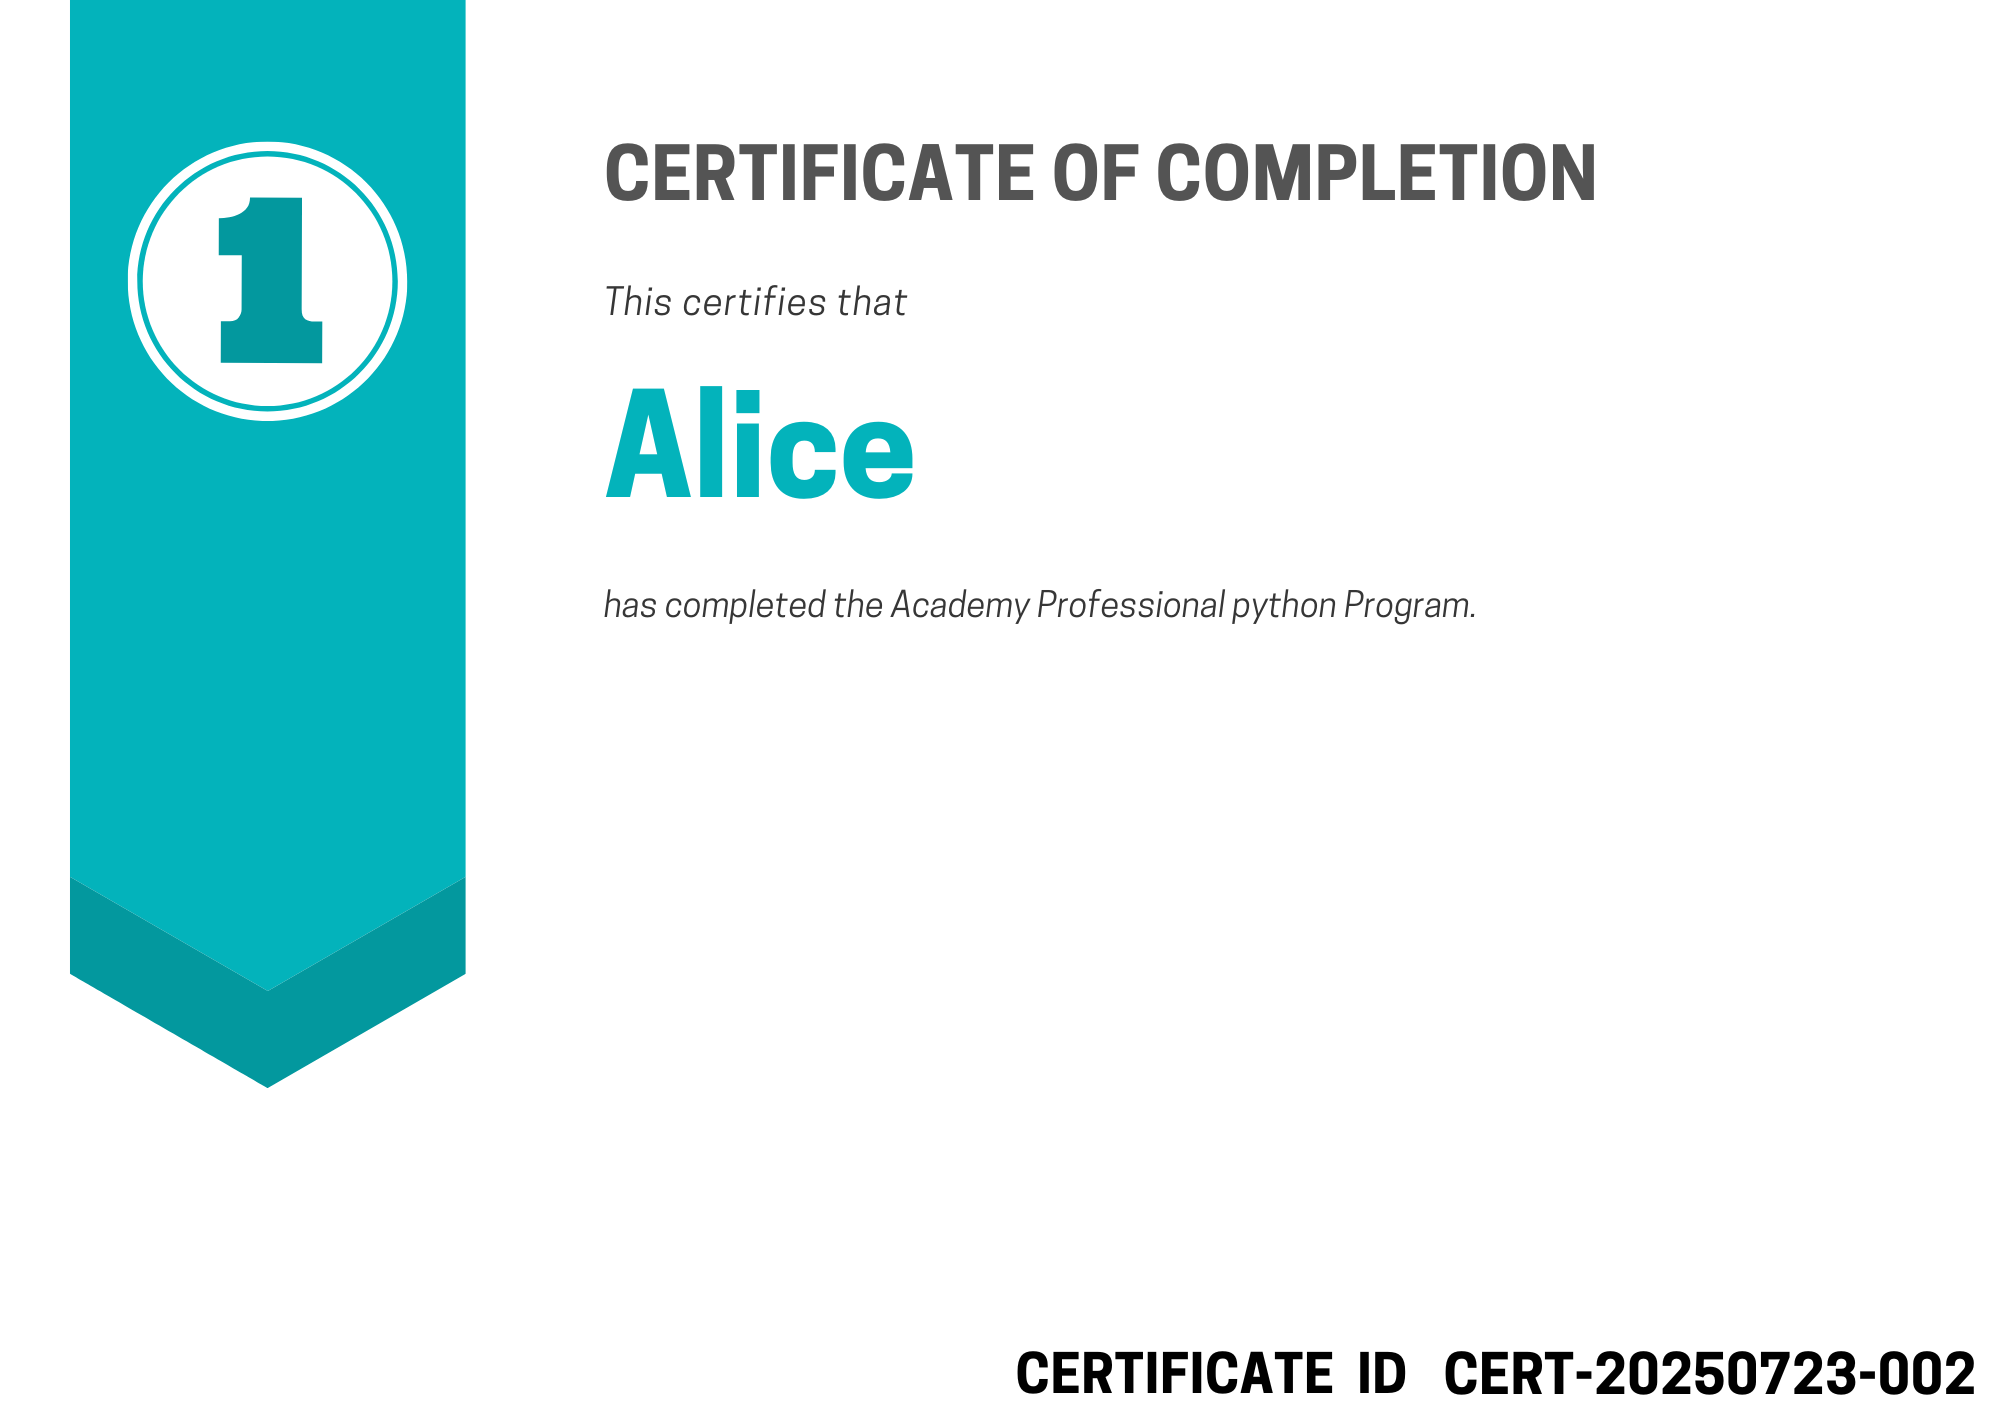 1
CERTIFICATE OF COMPLETION
This certifies that
Alice
has completed the Academy Professional python Program.
CERTIFICATE ID CERT-20250723-002